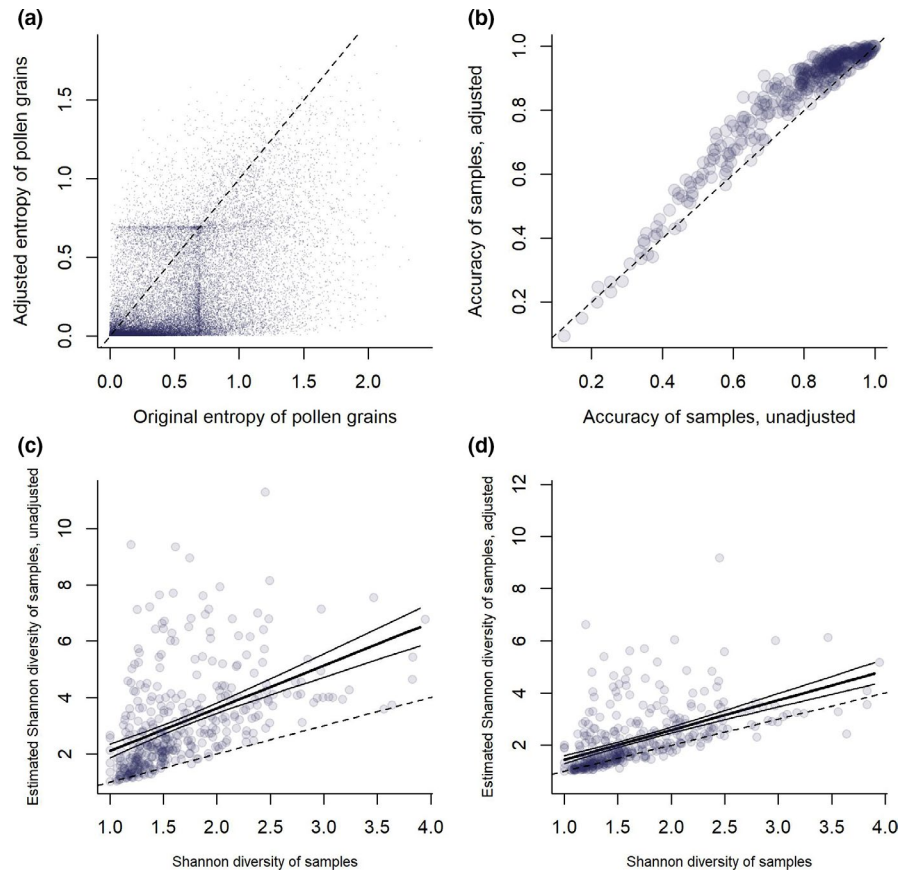 (a)
Adjusted entropy of pollen grains
1.5
1.0
0.5
0.0
0.0 0.5 1.0 1.5 2.0
Original entropy of pollen grains
(b)
Accuracy of samples, adjusted
1.0
0.8
0.6
0.4
0.2
0.2 0.4 0.6 0.8 1.0
Accuracy of samples, unadjusted
(c)
Estimated Shannon diversity of samples, unadjusted
10
8
6
4
2
1.0 1.5 2.0 2.5 3.0 3.5 4.0
Shannon diversity of samples
(d)
Estimated Shannon diversity of samples, adjusted
12
10
8
6
4
2
1.0 1.5 2.0 2.5 3.0 3.5 4.0
Shannon diversity of samples